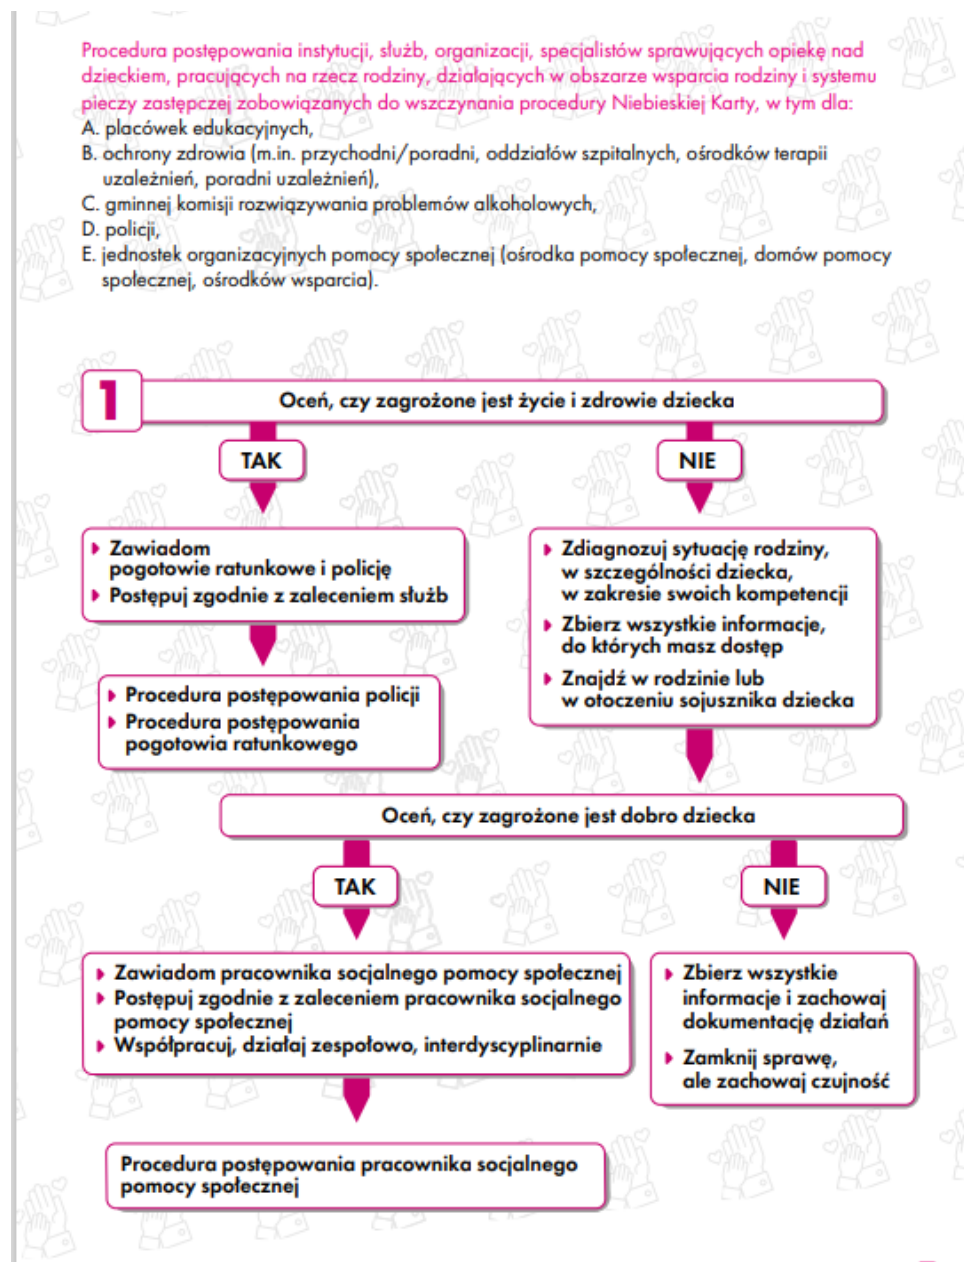 Procedura postępowania instytucji, służb, organizacji, specjalistów sprawujących opiekę nad
dzieckiem, pracujących na rzecz rodziny, działających w obszarze wsparcia rodziny i systemu
pieczy zastępczej zobowiązanych do wszczynania procedury Niebieskiej Karty, w tym dla:
A. placówek edukacyjnych,
B. ochrony zdrowia (m.in. przychodni/poradni, oddziałów szpitalnych, ośrodków terapii
uzależnień, poradni uzależnień),
C. gminnej komisji rozwiązywania problemów alkoholowych,
D. policji,
E. jednostek organizacyjnych pomocy społecznej (ośrodka pomocy społecznej, domów pomocy
społecznej, ośrodków wsparcia).
1
Oceń, czy zagrożone jest życie i zdrowie dziecka
TAK
Zawiadom
pogotowie ratunkowe i policję
Postępuj zgodnie z zaleceniem służb
Procedura postępowania policji
Procedura postępowania
pogotowia ratunkowego
NIE
Zdiagnozuj sytuację rodziny,
w szczególności dziecka,
w zakresie swoich kompetencji
Zbierz wszystkie informacje,
do których masz dostęp
Znajdź w rodzinie lub
w otoczeniu sojusznika dziecka
Oceń, czy zagrożone jest dobro dziecka
TAK
Zawiadom pracownika socjalnego pomocy społecznej
Postępuj zgodnie z zaleceniem pracownika socjalnego
pomocy społecznej
Współpracuj, działaj zespołowo, interdyscyplinarnie
Procedura postępowania pracownika socjalnego
pomocy społecznej
NIE
Zbierz wszystkie
informacje i zachowaj
dokumentację działań
Zamknij sprawę,
ale zachowaj czujność